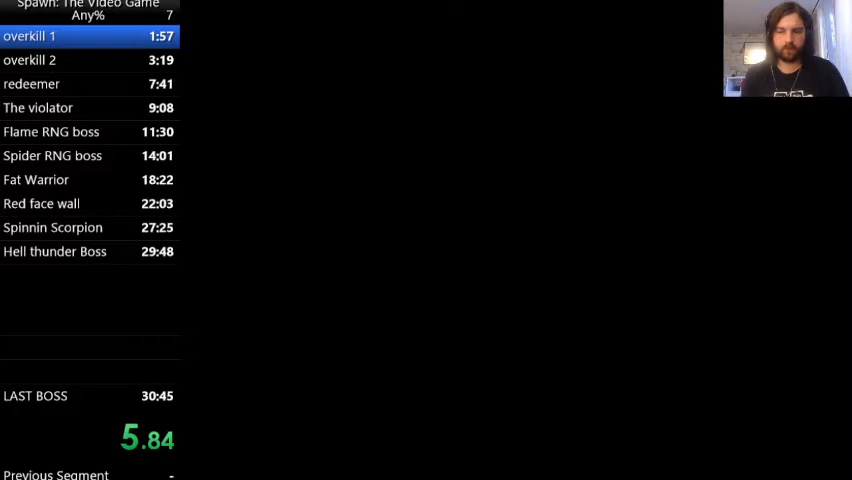 Spawn: The Video Game
Any% 7
overkill 1 1:57
overkill 2 3:19
redeemer 7:41
The violator 9:08
Flame RNG boss 11:30
Spider RNG boss 14:01
Fat Warrior 18:22
Red face wall 22:03
Spinnin Scorpion 27:25
Hell thunder Boss 29:48
LAST BOSS 30:45
5.84
Previous Segment -